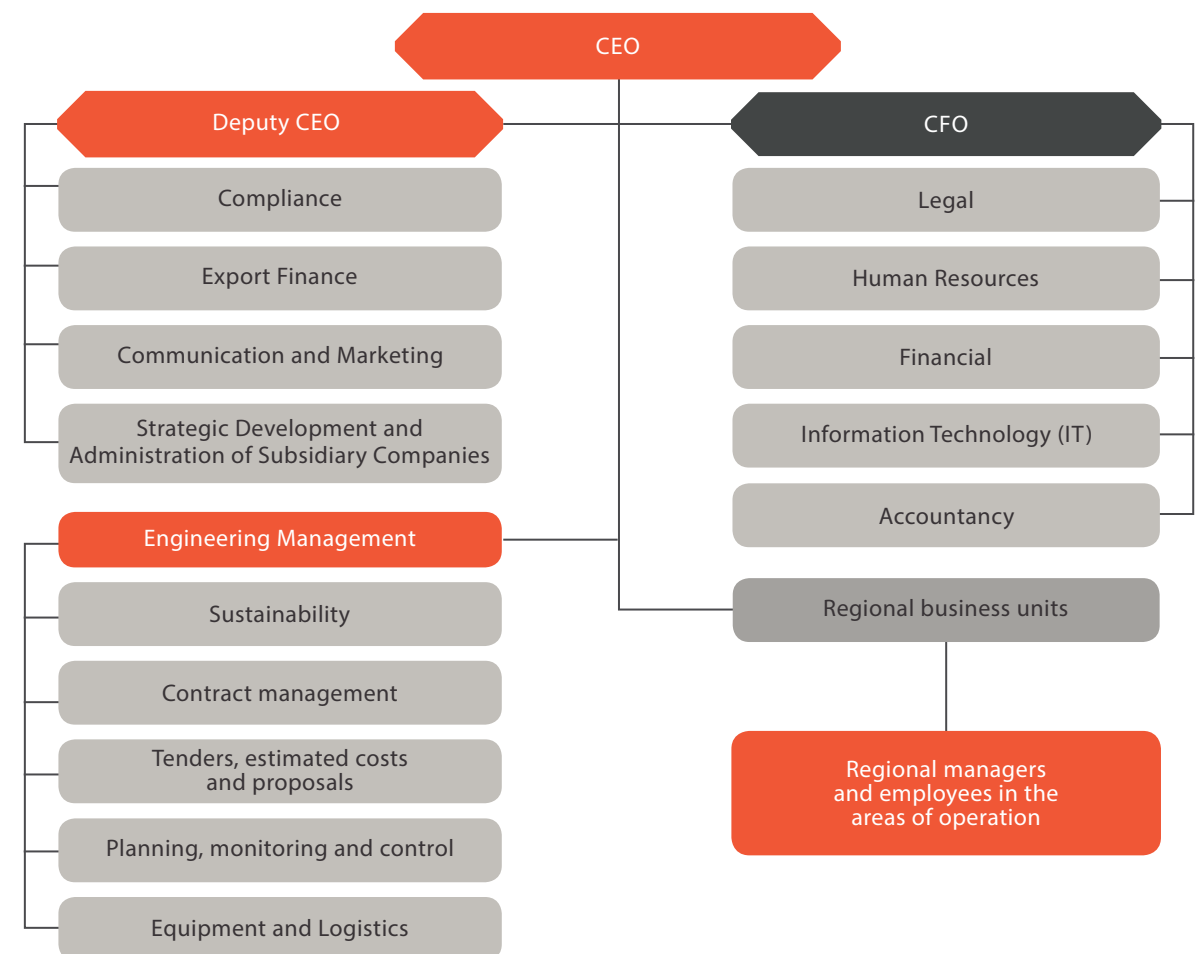 CEO
Deputy CEO
Compliance
Export Finance
Communication and Marketing
Strategic Development and
Administration of Subsidiary Companies
Engineering Management
Sustainability
Contract management
Tenders, estimated costs
and proposals
Planning, monitoring and control
Equipment and Logistics
CFO
Legal
Human Resources
Financial
Information Technology (IT)
Accountancy
Regional business units
Regional managers
and employees in the
areas of operation